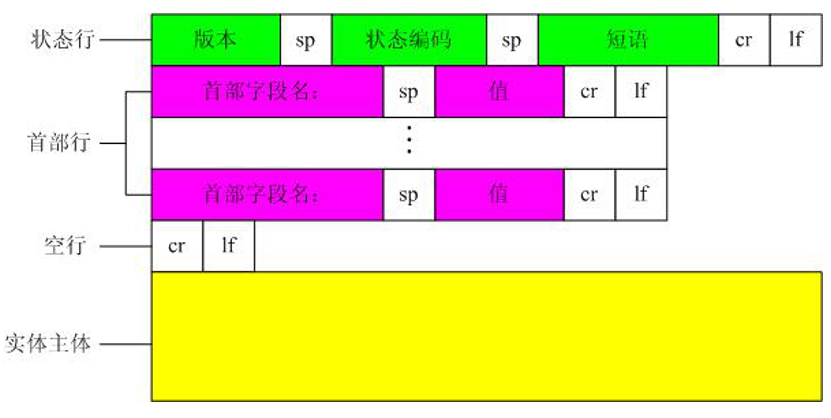 状态行 版本 sp 状态编码 sp 短语 cr lf
首部字段名: sp 值 cr lf
首部行 ⋮
首部字段名: sp 值 cr lf
空行 cr lf
实体主体